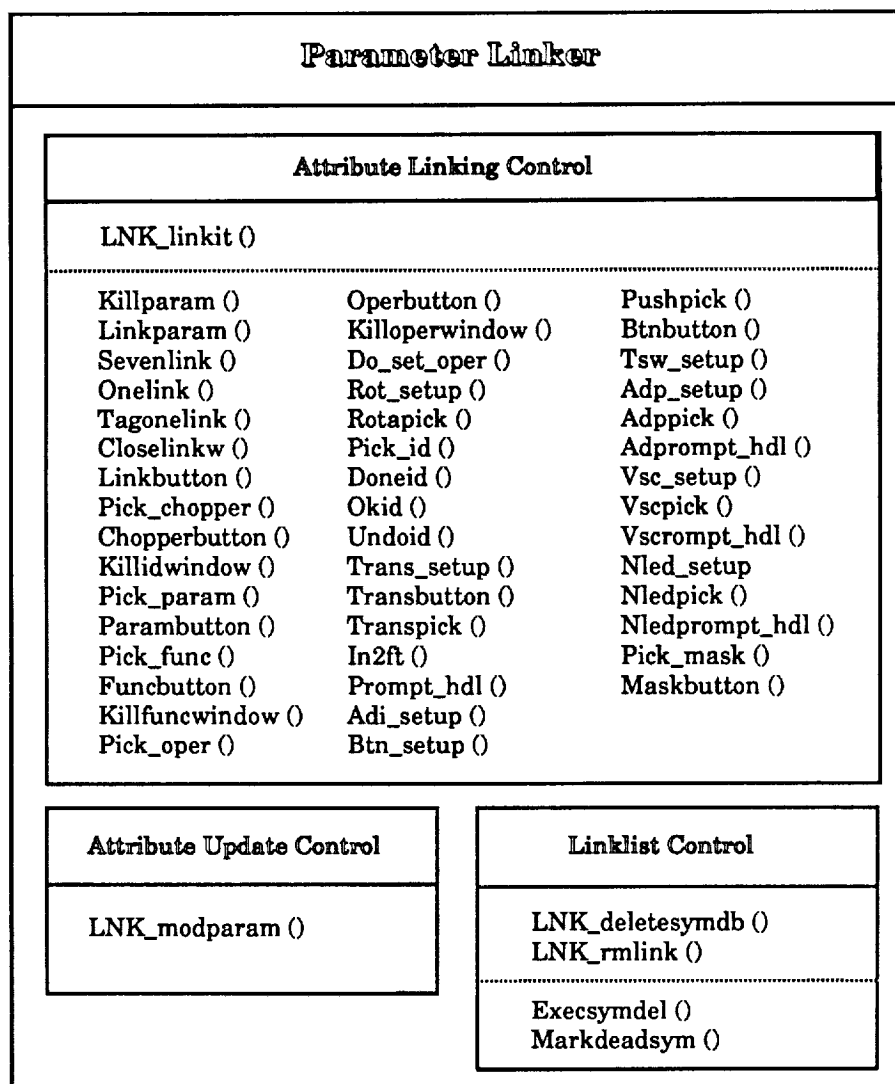 Parameter Linker
Attribute Linking Control
LNK_linkit ()
Killparam ()
Linkparam ()
Sevenlink ()
Onelink ()
Tagonelink ()
Closelinkw ()
Linkbutton ()
Pick_chopper ()
Chopperbutton ()
Killidwindow ()
Pick_param ()
Parambutton ()
Pick_func ()
Funcbutton ()
Killfuncwindow ()
Pick_oper ()
Operbutton ()
Killoperwindow ()
Do_set_oper ()
Rot_setup ()
Rotapick ()
Pick_id ()
Doneid ()
Okid ()
Undoid ()
Trans_setup ()
Transbutton ()
Transpick ()
In2ft ()
Prompt_hdl ()
Adi_setup ()
Btn_setup ()
Pushpick ()
Btnbutton ()
Tsw_setup ()
Adp_setup ()
Adppick ()
Adprompt_hdl ()
Vsc_setup ()
Vscpick ()
Vscrompt_hdl ()
Nled_setup
Nledpick ()
Nledprompt_hdl ()
Pick_mask ()
Maskbutton ()
Attribute Update Control
LNK_modparam ()
Linklist Control
LNK_deletesymdb ()
LNK_rmlink ()
Execsymdel ()
Markdeadsym ()